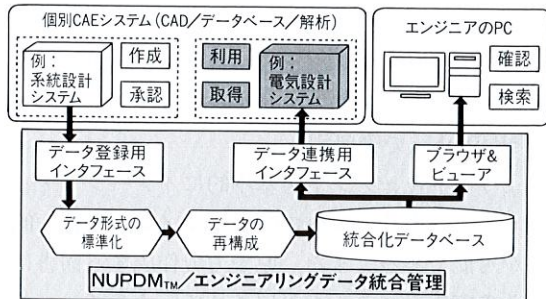 個別CAEシステム(CAD／データベース／解析)
例：
系統設計
システム
作成
承認
利用
取得
例：
電気設計
システム
エンジニアのPC
確認
検索
データ登録用
インタフェース
データ連携用
インタフェース
ブラウザ&
ビューア
データ形式の
標準化
データの
再構成
統合化データベース
NUPDM™／エンジニアリングデータ統合管理